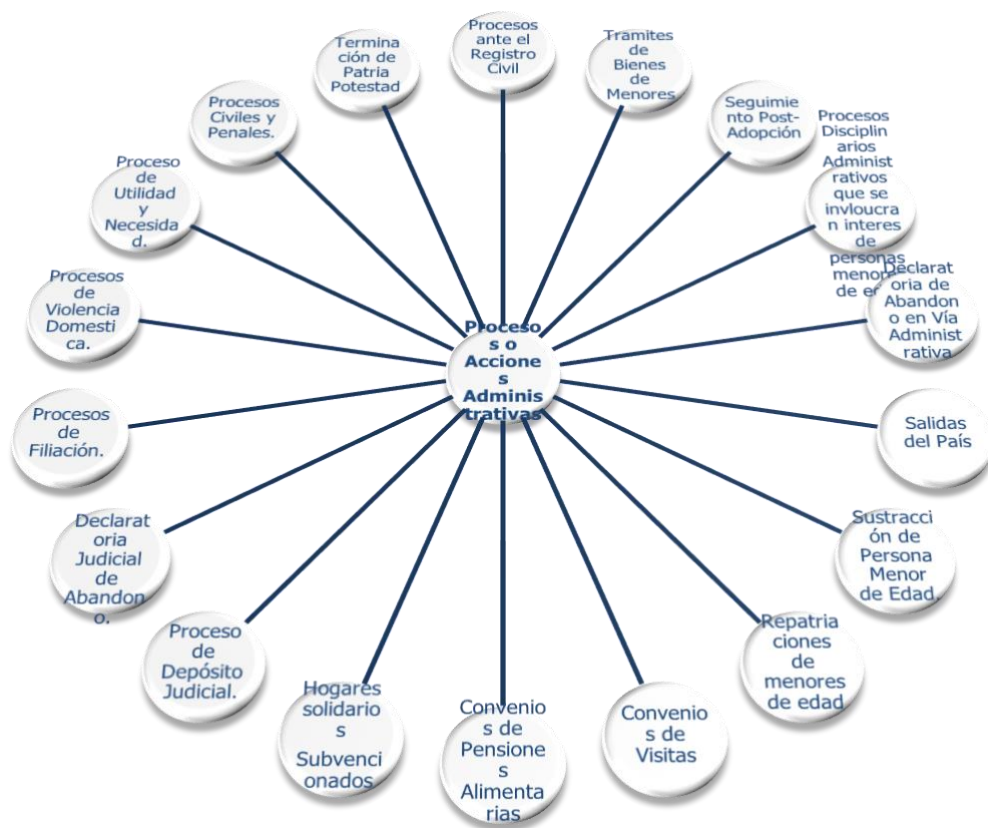 Procesos
ante el
Registro
Civil
Tramites
de
Bienes
de
Menores
Seguimie
nto Post-
Adopción
Procesos
Disciplin
arios
Administ
rativos
que se
invloucra
n interes
de
personas
menores
de edad
Declarat
oria de
Abandon
o en Vía
Administ
rativa
Salidas
del País
Sustracci
ón de
Persona
Menor
de Edad.
Repatria
ciones
de
menores
de edad
Convenio
s de
Visitas
Convenio
s de
Pensione
s
Alimenta
rias
Hogares
solidario
s
Subvenci
onados
Proceso
de
Depósito
Judicial.
Declarat
oria
Judicial
de
Abandon
o.
Procesos
de
Filiación.
Procesos
de
Violencia
Domesti
ca.
Proceso
de
Utilidad
y
Necesida
d.
Procesos
Civiles y
Penales.
Termina
ción de
Patria
Potestad
Proceso
s o
Accione
s
Adminis
trativas